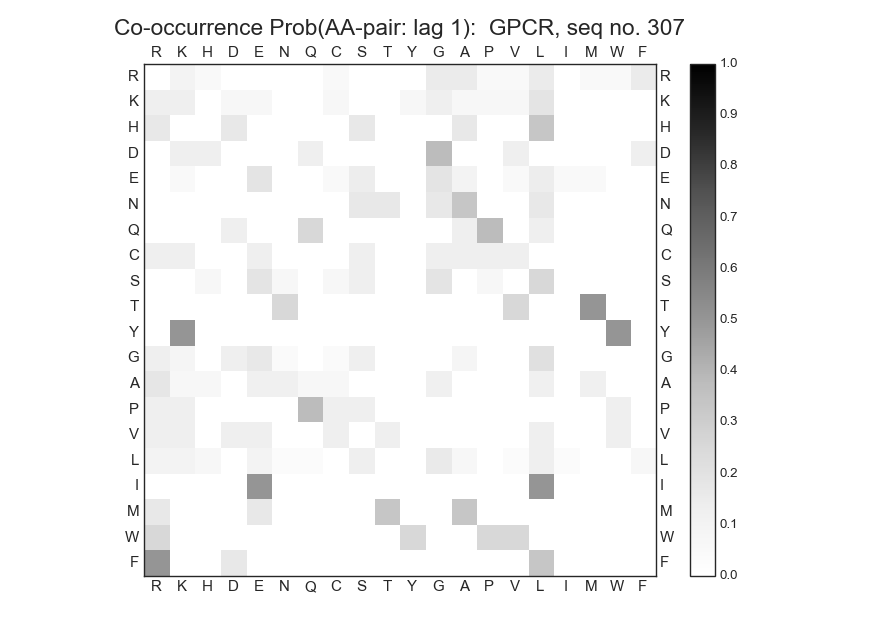 Co-occurrence Prob(AA-pair: lag 1):  GPCR, seq no. 307
R K H D E N Q C S T Y G A P V L I M W F
R R 1.0
K K
0.9
H H
0.8
D D
E E
0.7
N N
Q Q
0.6
C C
S S
0.5
T T
Y Y
0.4
G G
A A
0.3
P P
V V
0.2
L L
I I
0.1
M M
W W
F F
0.0
R K H D E N Q C S T Y G A P V L I M W F